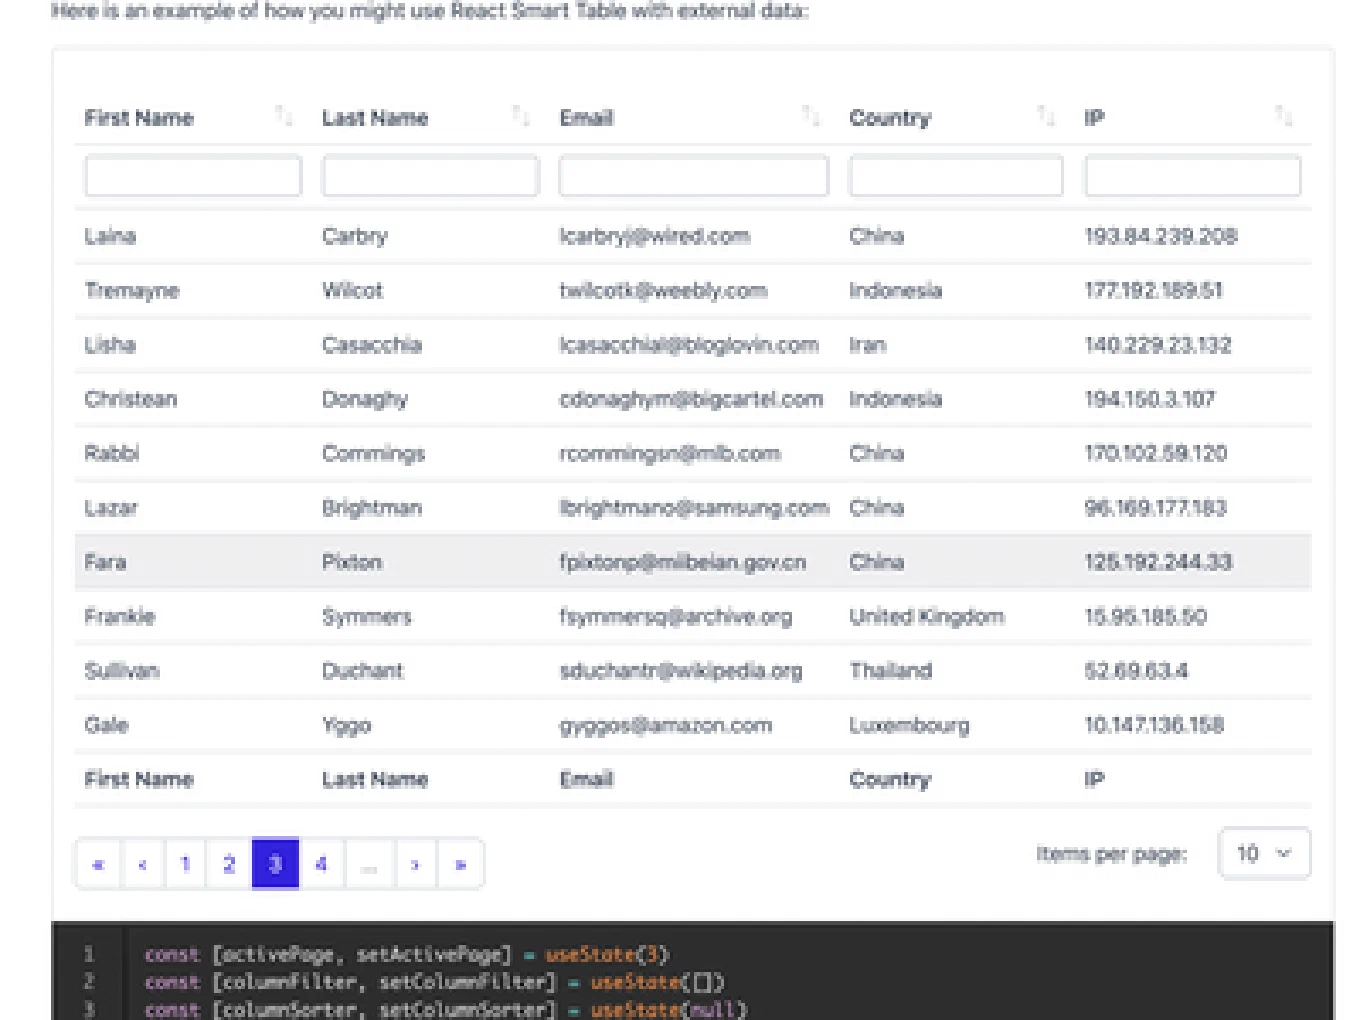 Here is an example of how you might use React Smart Table with external data:
First Name Last Name Email Country IP
Laina Carbry lcarbryj@wired.com China 193.84.239.208
Tremayne Wilcot twilcotk@weebly.com Indonesia 177.192.189.51
Lisha Casacchia lcasacchial@bloglovin.com Iran 140.229.23.132
Christean Donaghy cdonaghym@bigcartel.com Indonesia 194.150.3.107
Rabbi Commings rcommingsn@mlb.com China 170.102.59.120
Lazar Brightman lbrightmano@samsung.com China 96.169.177.183
Fara Pixton fpixtonp@miibeian.gov.cn China 125.192.244.33
Frankie Symmers fsymmersq@archive.org United Kingdom 15.95.185.50
Sullivan Duchant sduchantr@wikipedia.org Thailand 52.69.63.4
Gale Yggo gyggos@amazon.com Luxembourg 10.147.136.158
First Name Last Name Email Country IP
« ‹ 1 2 3 4 ... › » Items per page: 10
1 const [activePage, setActivePage] = useState(3)
2 const [columnFilter, setColumnFilter] = useState([])
3 const [columnSorter, setColumnSorter] = useState(null)